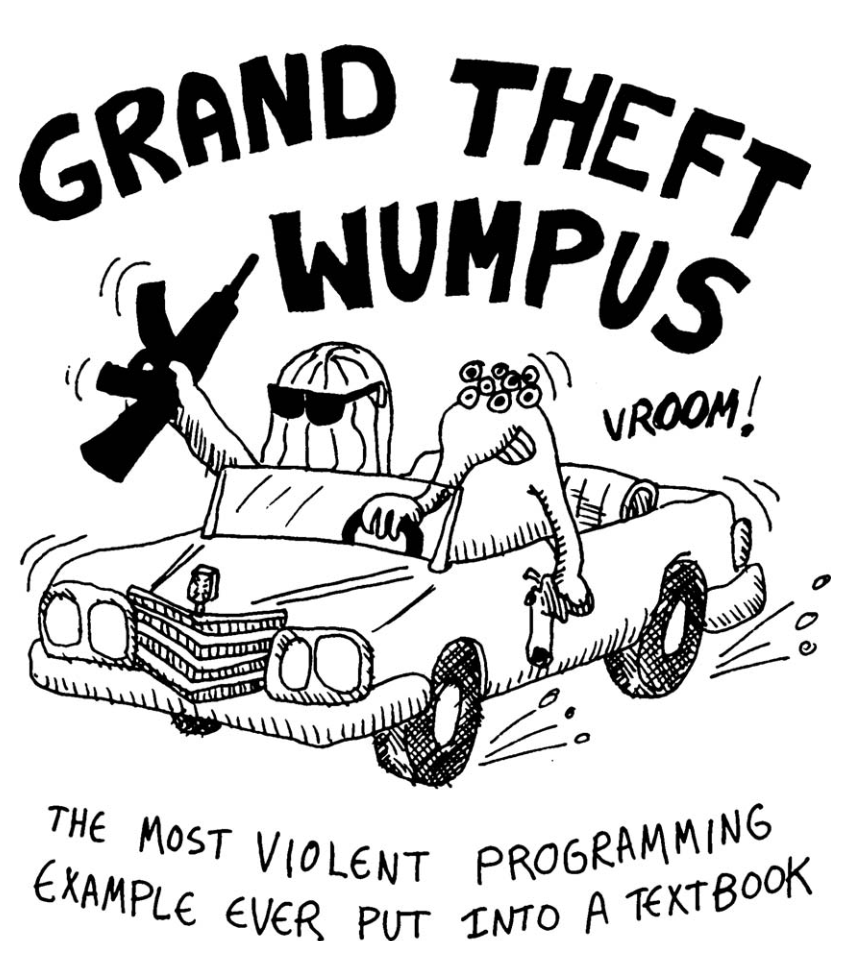 GRAND THEFT
WUMPUS
VROOM!
THE MOST VIOLENT PROGRAMMING
EXAMPLE EVER PUT INTO A TEXTBOOK